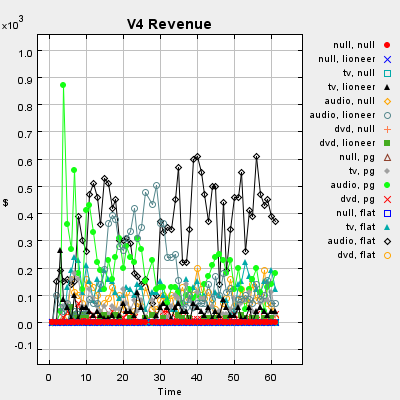 V4 Revenue
x10³
$
1.0
0.9
0.8
0.7
0.6
0.5
0.4
0.3
0.2
0.1
0.0
-0.1
0 10 20 30 40 50 60
Time
null, null
null, lioneer
tv, null
tv, lioneer
audio, null
audio, lioneer
dvd, null
dvd, lioneer
null, pg
tv, pg
audio, pg
dvd, pg
null, flat
tv, flat
audio, flat
dvd, flat